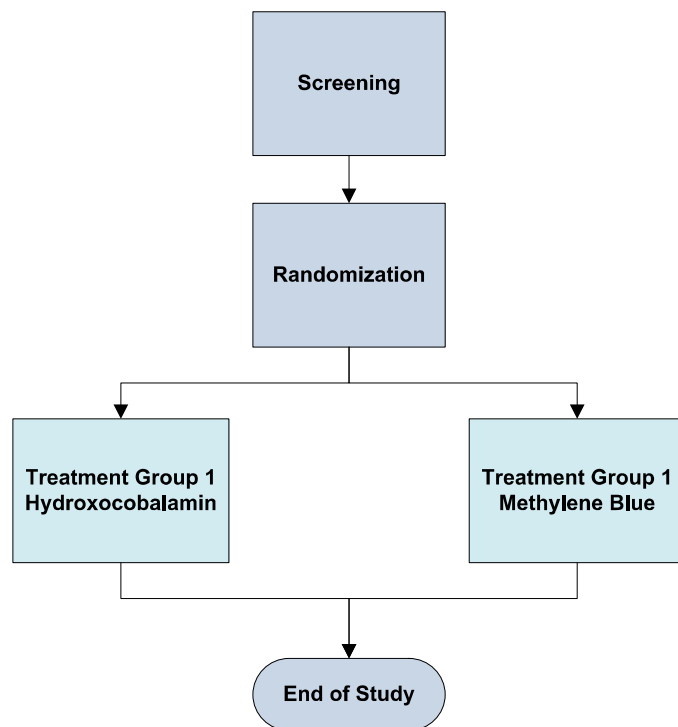 Screening
Randomization
Treatment Group 1
Hydroxocobalamin
Treatment Group 1
Methylene Blue
End of Study